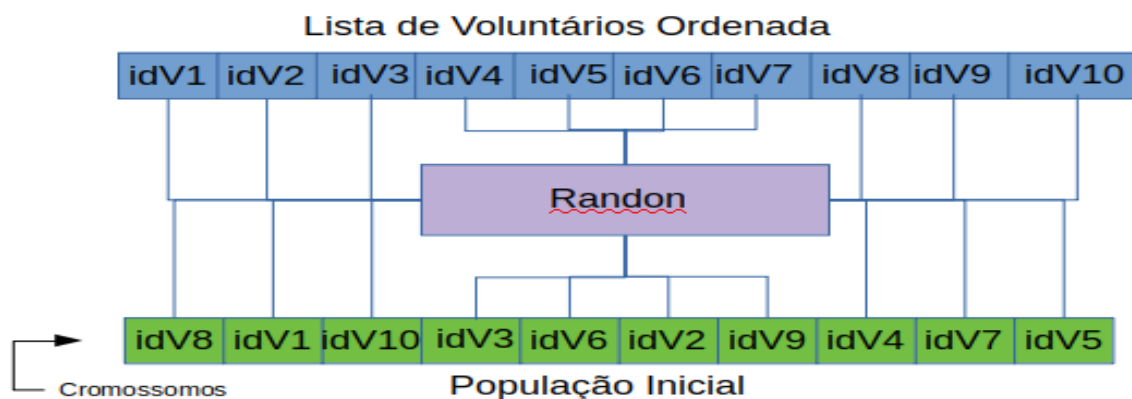 Lista de Voluntários Ordenada
idV1 idV2 idV3 idV4 idV5 idV6 idV7 idV8 idV9 idV10
Randon
idV8 idV1 idV10 idV3 idV6 idV2 idV9 idV4 idV7 idV5
Cromossomos
População Inicial